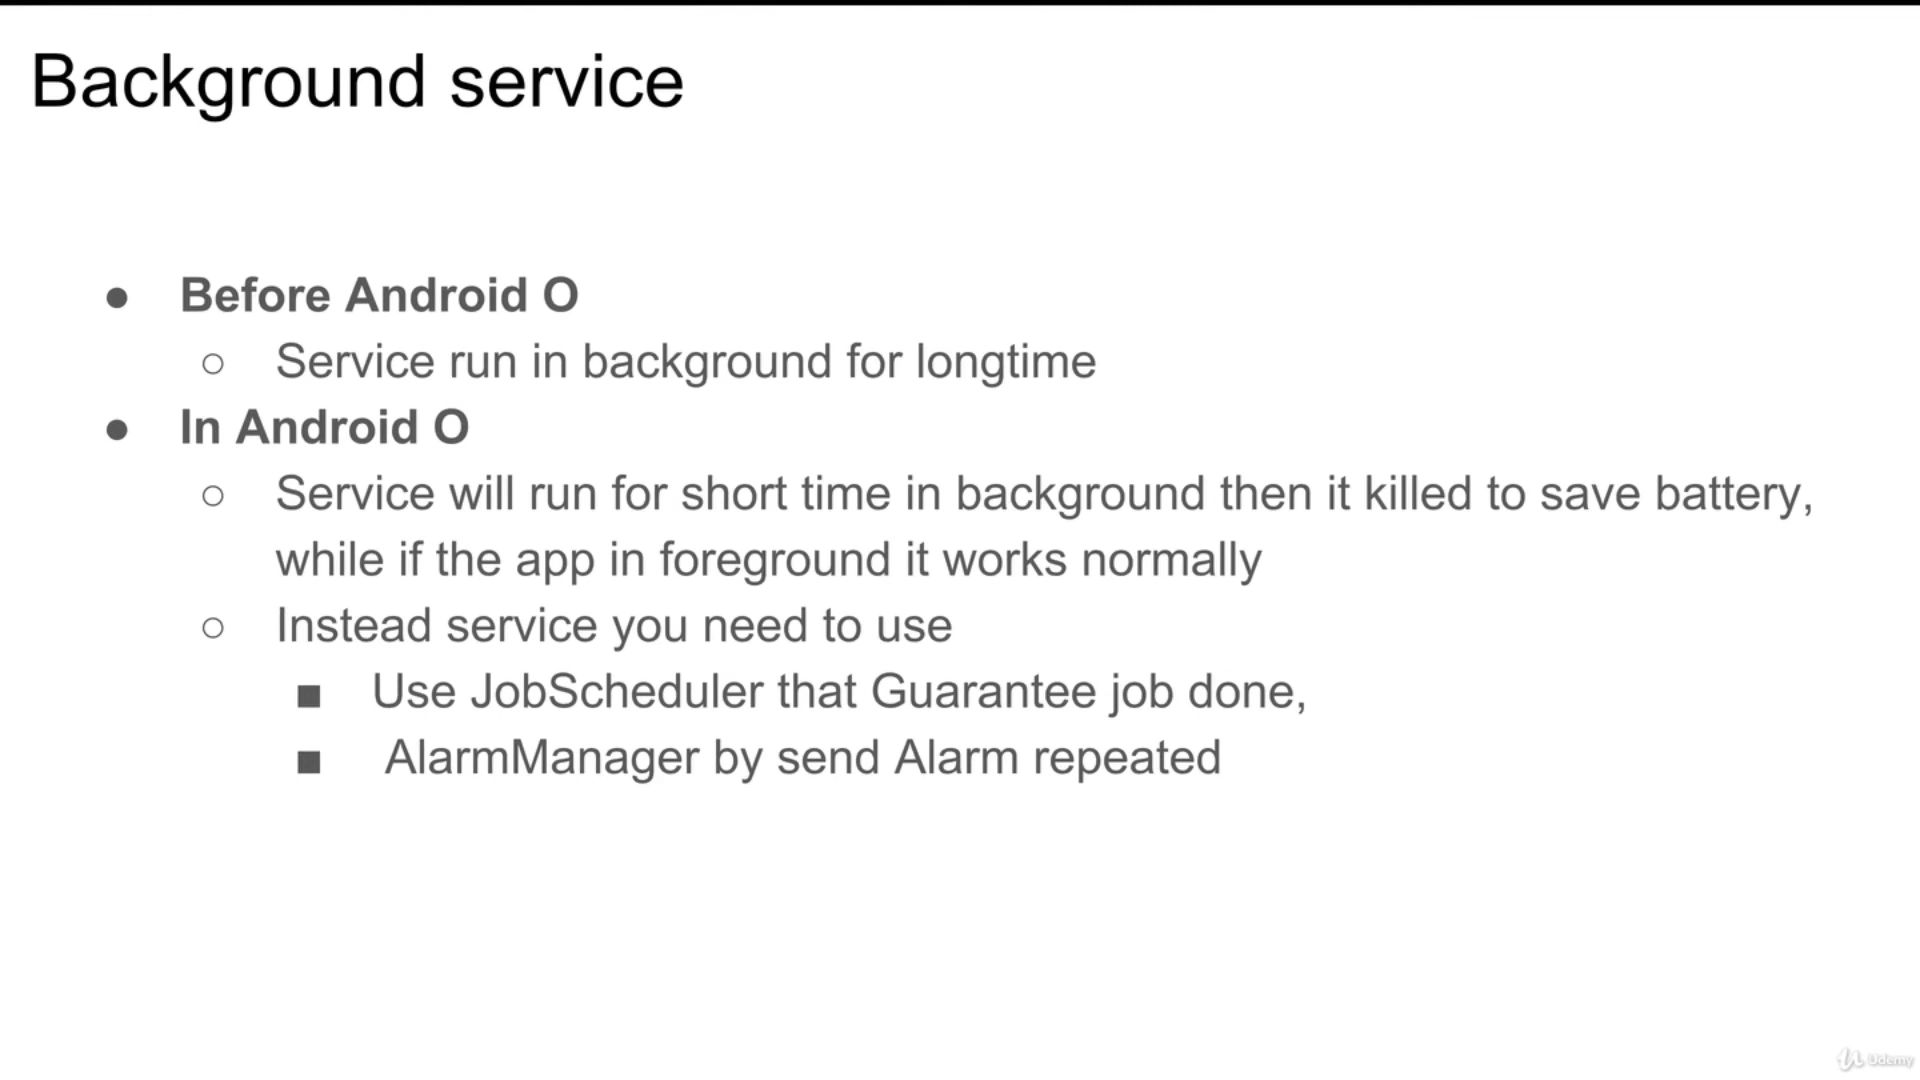 Background service
● Before Android O
○ Service run in background for longtime
● In Android O
○ Service will run for short time in background then it killed to save battery,
while if the app in foreground it works normally
○ Instead service you need to use
■ Use JobScheduler that Guarantee job done,
■ AlarmManager by send Alarm repeated
Udemy